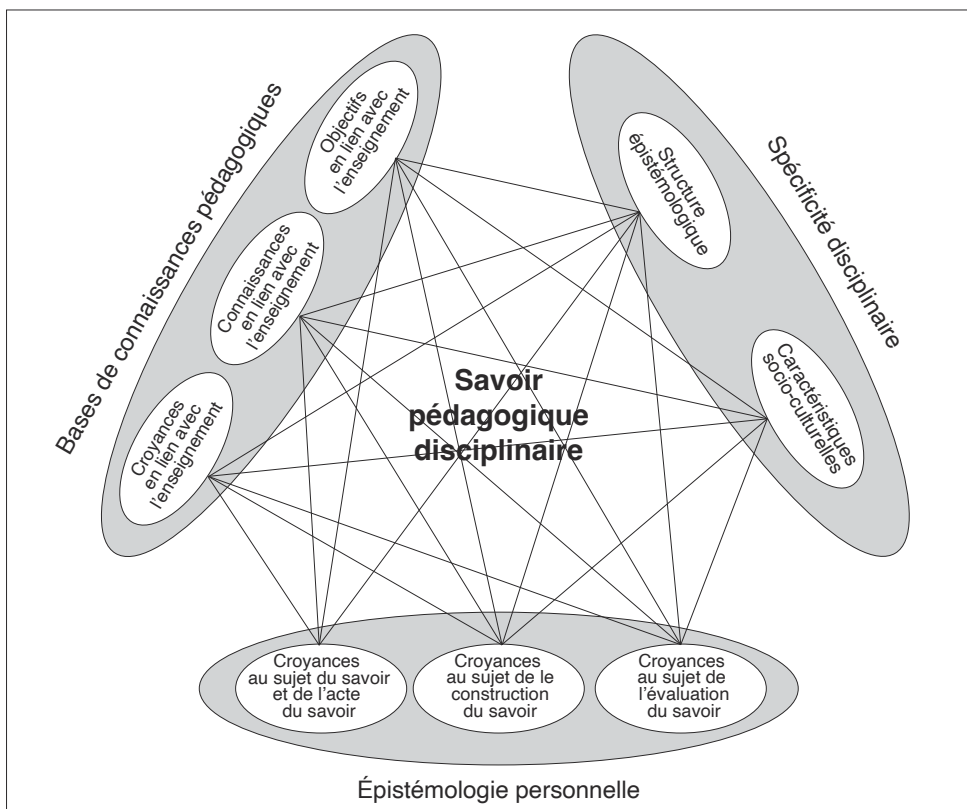 Bases de connaissances pédagogiques
Objectifs
en lien avec
l'enseignement
Connaissances
en lien avec
l'enseignement
Croyances
en lien avec
l'enseignement
Spécificité disciplinaire
Structure
épistémologique
Caractéristiques
socio-culturelles
Savoir
pédagogique
disciplinaire
Croyances
au sujet du savoir
et de l'acte
du savoir
Croyances
au sujet de le
construction
du savoir
Croyances
au sujet de
l'évaluation
du savoir
Épistémologie personnelle